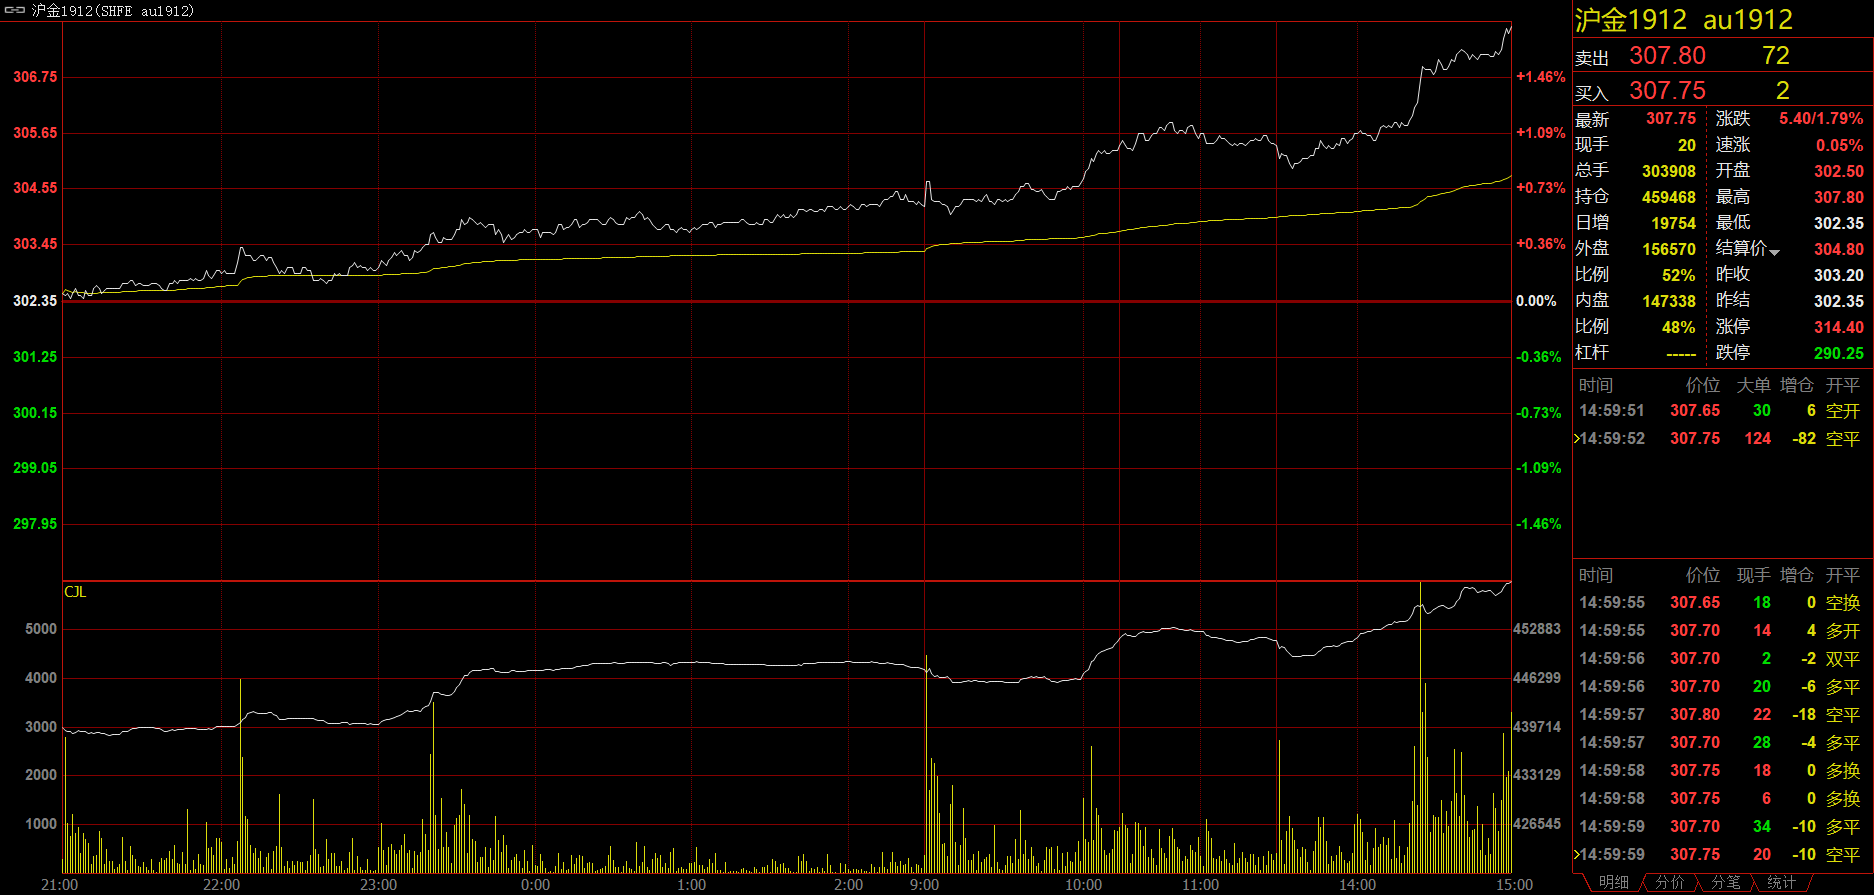 沪金1912(SHFE au1912)
306.75
305.65
304.55
303.45
302.35
301.25
300.15
299.05
297.95
+1.46%
+1.09%
+0.73%
+0.36%
0.00%
-0.36%
-0.73%
-1.09%
-1.46%
CJL
5000
4000
3000
2000
1000
452883
446299
439714
433129
426545
21:00 22:00 23:00 0:00 1:00 2:00 9:00 10:00 11:00 14:00 15:00
沪金1912 au1912
卖出 307.80 72
买入 307.75 2
最新 307.75 涨跌 5.40/1.79%
现手 20 速涨 0.05%
总手 303908 开盘 302.50
持仓 459468 最高 307.80
日增 19754 最低 302.35
外盘 156570 结算价 304.80
比例 52% 昨收 303.20
内盘 147338 昨结 302.35
比例 48% 涨停 314.40
杠杆 ----- 跌停 290.25
时间 价位 大单 增仓 开平
14:59:51 307.65 30 6 空开
14:59:52 307.75 124 -82 空平
时间 价位 现手 增仓 开平
14:59:55 307.65 18 0 空换
14:59:55 307.70 14 4 多开
14:59:56 307.70 2 -2 双平
14:59:56 307.70 20 -6 多平
14:59:57 307.80 22 -18 空平
14:59:57 307.70 28 -4 多平
14:59:58 307.75 18 0 多换
14:59:58 307.75 6 0 多换
14:59:59 307.70 34 -10 多平
14:59:59 307.75 20 -10 空平
明细 分价 分笔 统计